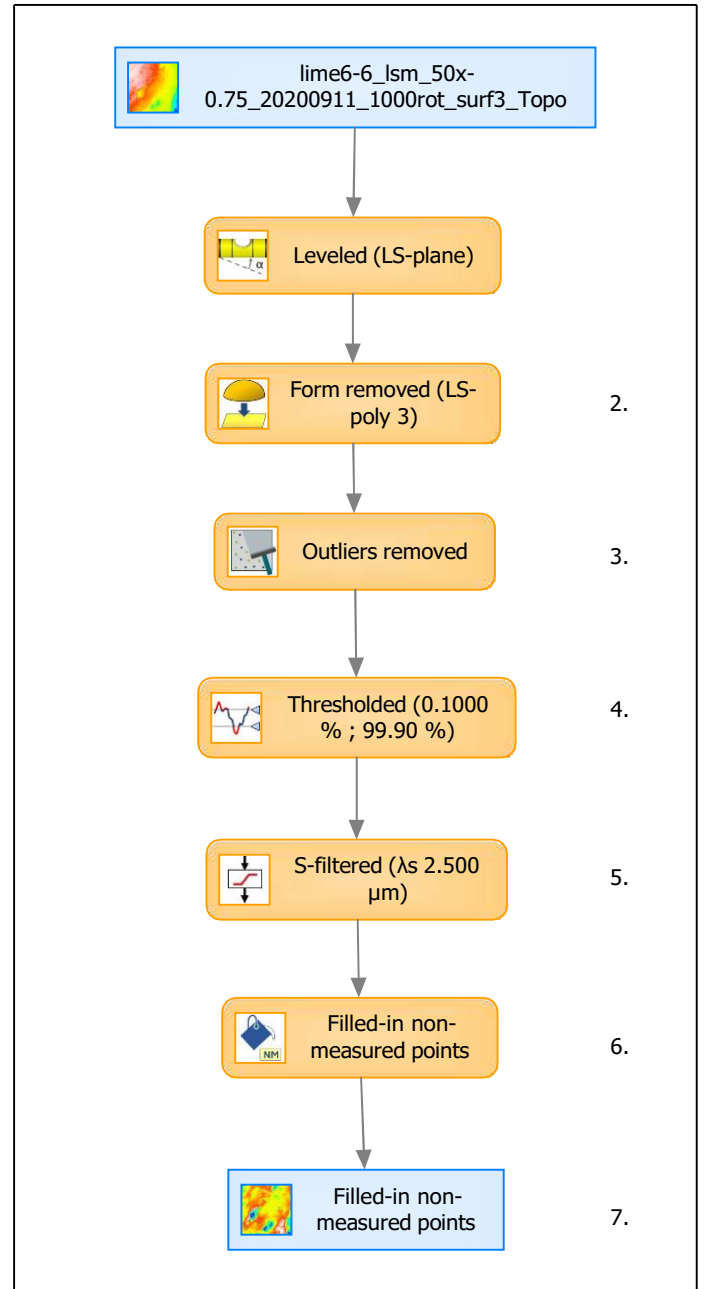 lime6-6_lsm_50x-
0.75_20200911_1000rot_surf3_Topo
α
Leveled (LS-plane)
Form removed (LS-
poly 3)
2.
Outliers removed
3.
Thresholded (0.1000
% ; 99.90 %)
4.
S-filtered (λs 2.500
µm)
5.
NM
Filled-in non-
measured points
6.
Filled-in non-
measured points
7.